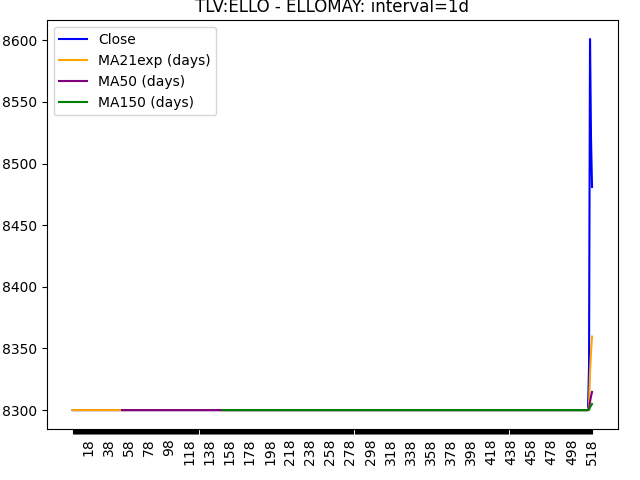 TLV:ELLO - ELLOMAY: interval=1d
Close
MA21exp (days)
MA50 (days)
MA150 (days)
8600
8550
8500
8450
8400
8350
8300
18 38 58 78 98 118 138 158 178 198 218 238 258 278 298 318 338 358 378 398 418 438 458 478 498 518